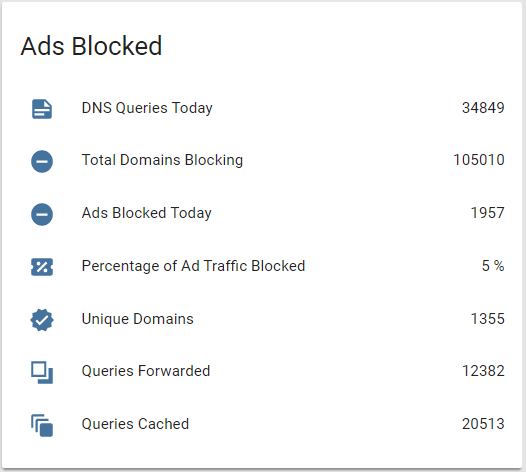 Ads Blocked
DNS Queries Today 34849
Total Domains Blocking 105010
Ads Blocked Today 1957
Percentage of Ad Traffic Blocked 5 %
Unique Domains 1355
Queries Forwarded 12382
Queries Cached 20513